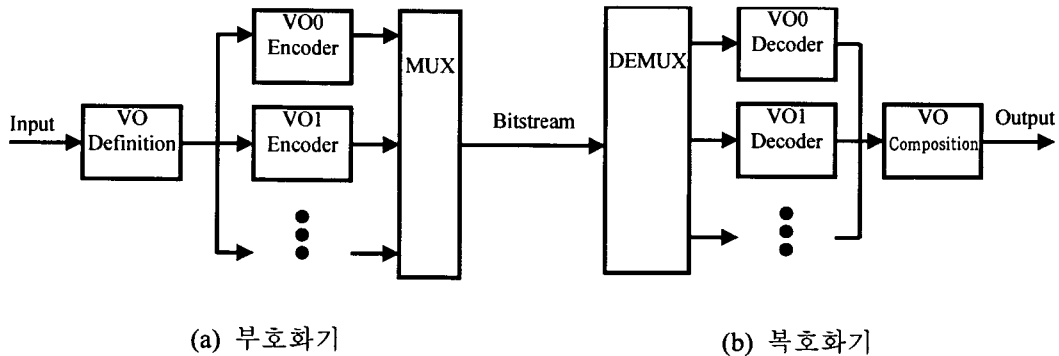 Input
VO
Definition
VO0
Encoder
VO1
Encoder
MUX
Bitstream
DEMUX
VO0
Decoder
VO1
Decoder
VO
Composition
Output
(a) 부호화기
(b) 복호화기